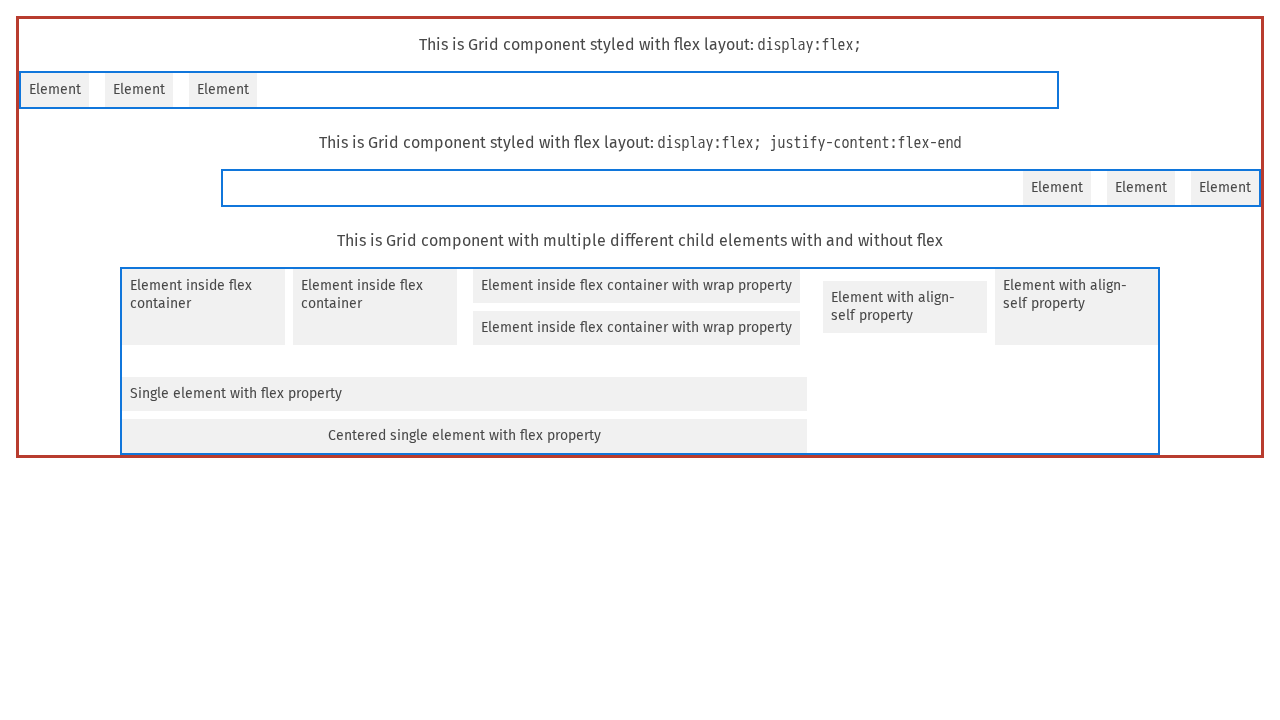 This is Grid component styled with flex layout: display:flex;
Element Element Element
This is Grid component styled with flex layout: display:flex; justify-content:flex-end
Element Element Element
This is Grid component with multiple different child elements with and without flex
Element inside flex
container
Element inside flex
container
Element inside flex container with wrap property
Element inside flex container with wrap property
Element with align-
self property
Element with align-
self property
Single element with flex property
Centered single element with flex property